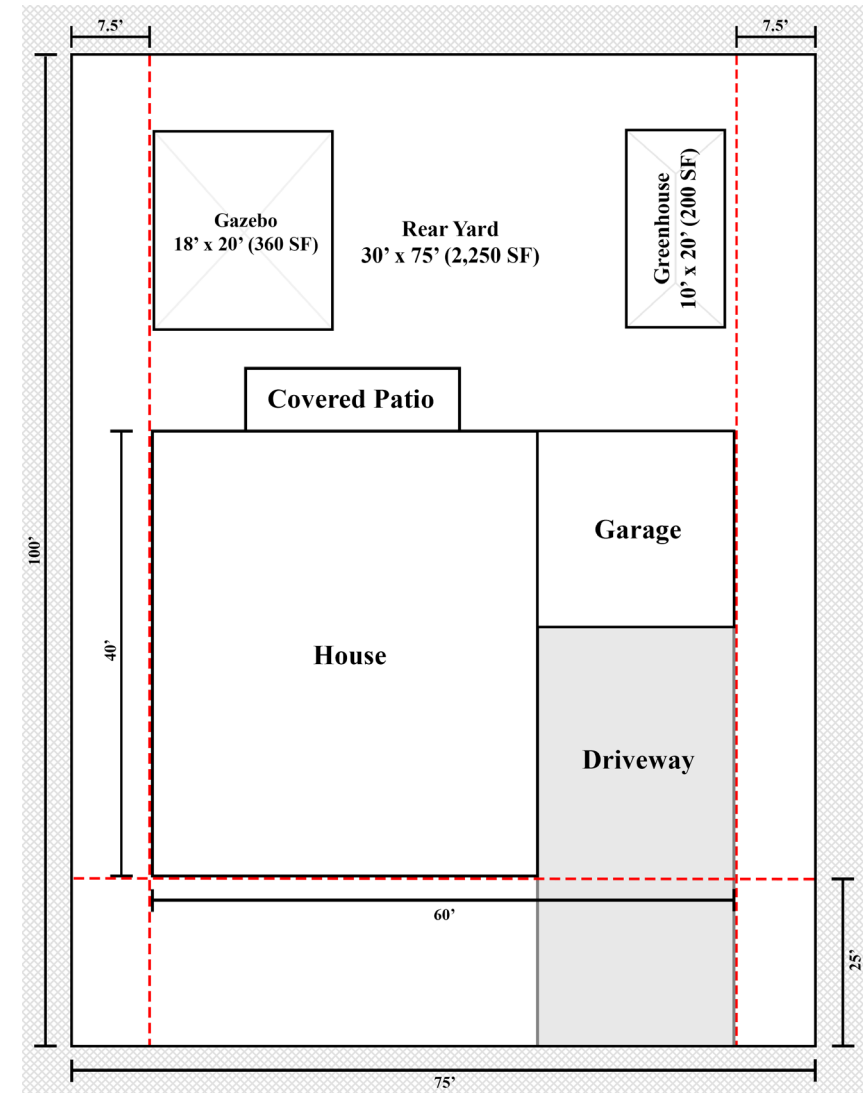 7.5’
7.5’
Gazebo
18’ x 20’ (360 SF)
Rear Yard
30’ x 75’ (2,250 SF)
Greenhouse
10’ x 20’ (200 SF)
Covered Patio
Garage
100’
40’
House
Driveway
60’
25’
75’